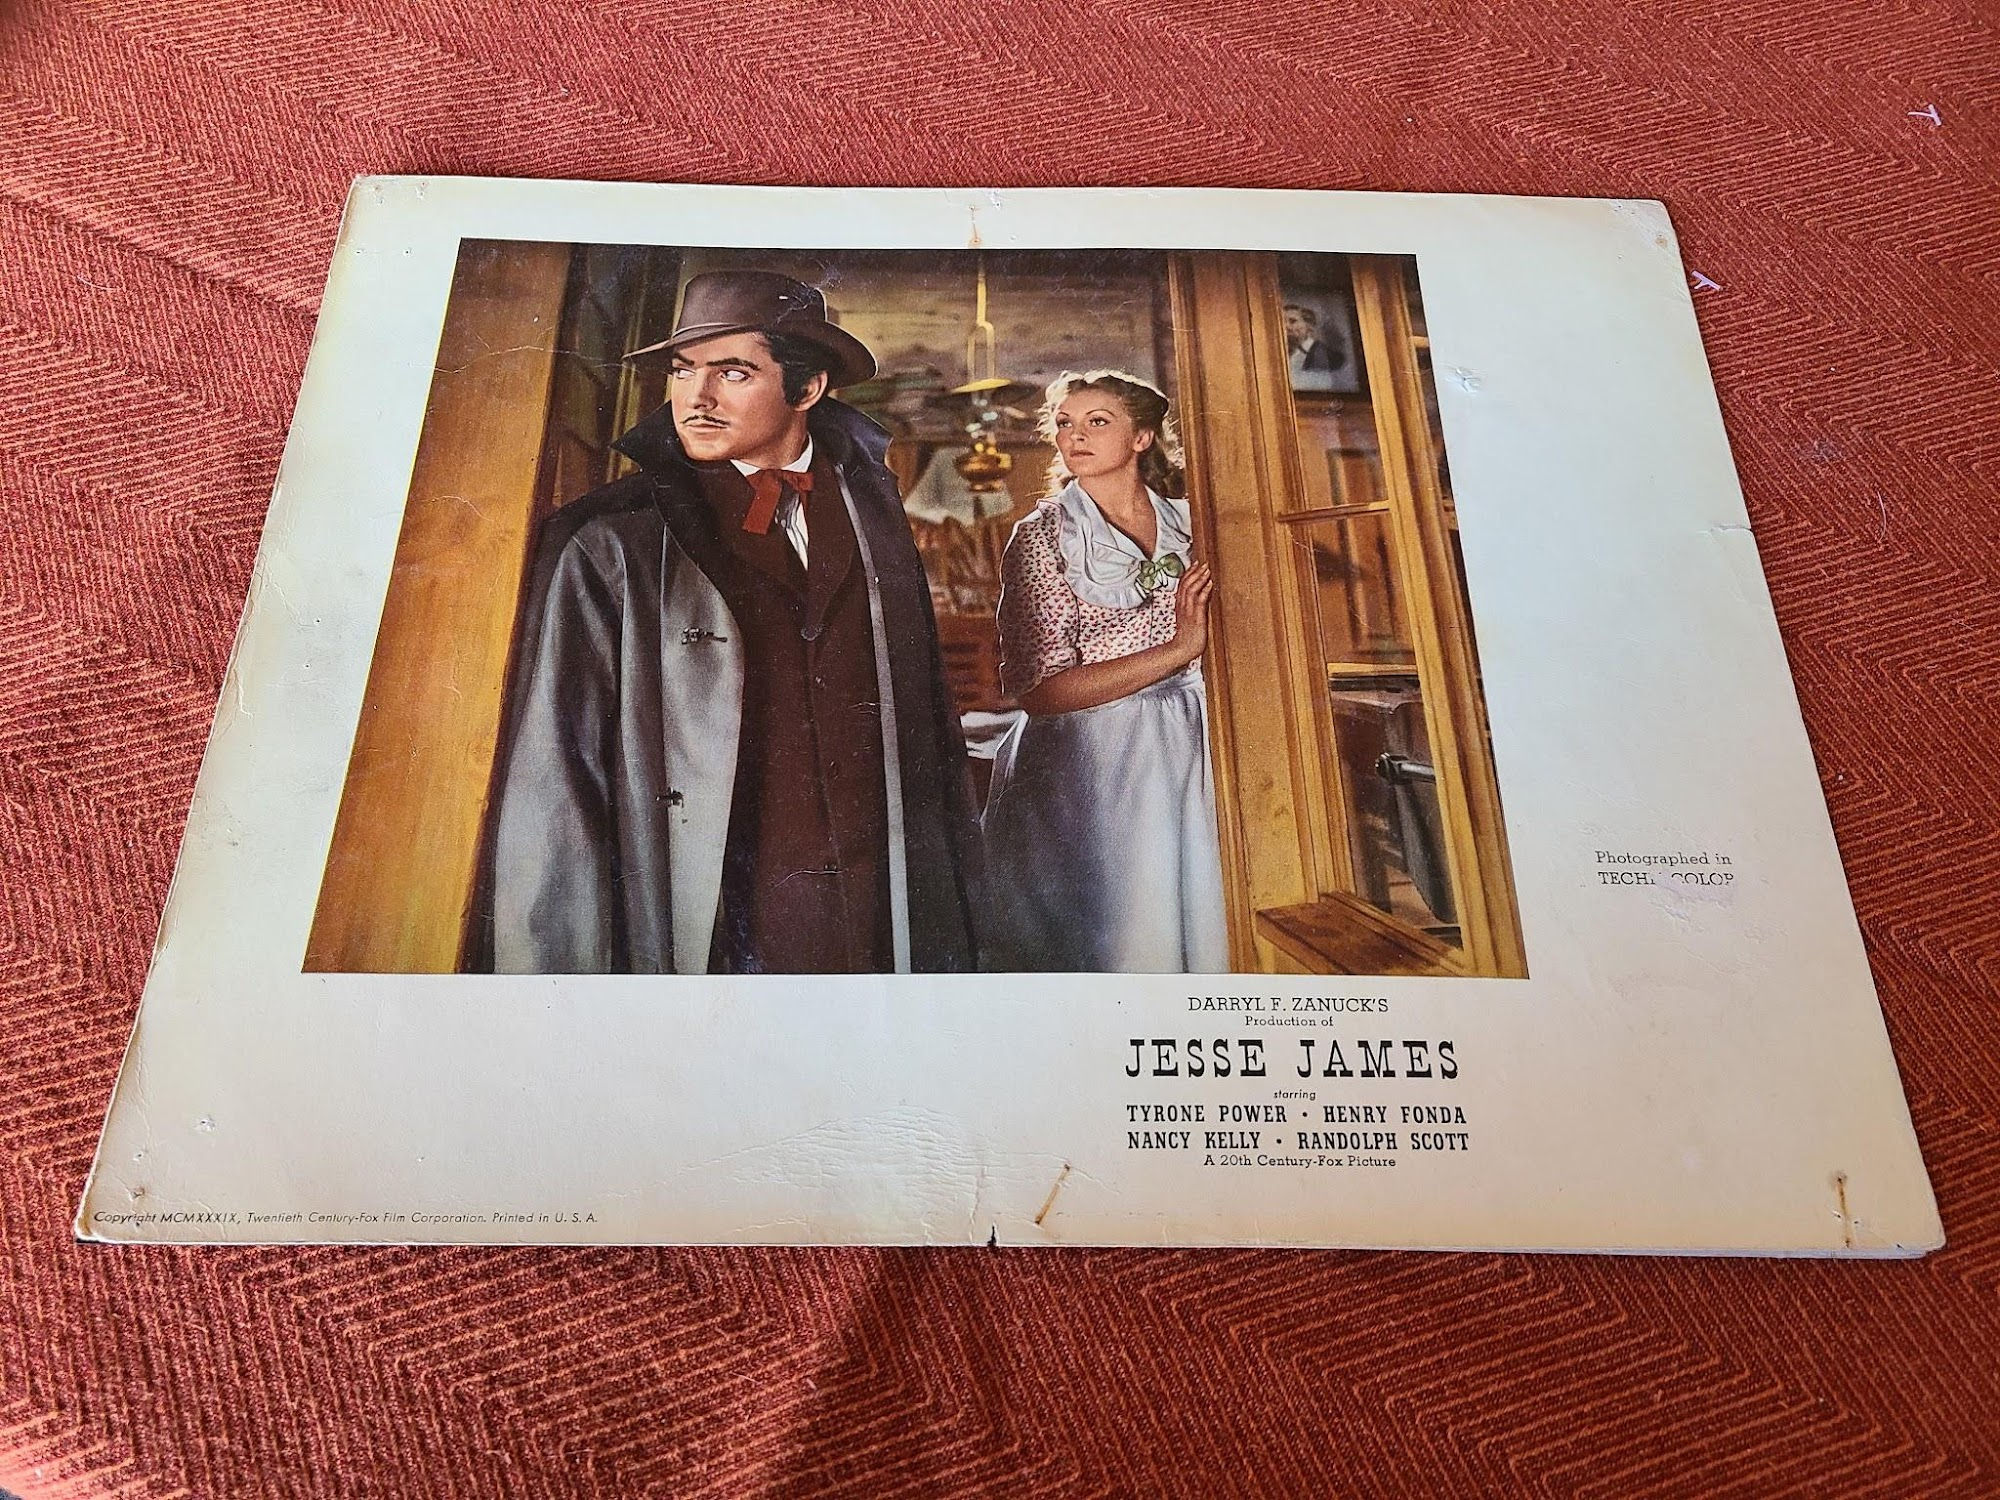 Photographed in
DARRYL F. ZANUCK'S
Production of
JESSE JAMES
starring
TYRONE POWER • HENRY FONDA
NANCY KELLY • RANDOLPH SCOTT
A 20th Century-Fox Picture
Copyright MCMXXXIX, Twentieth Century-Fox Film Corporation. Printed in U. S. A.